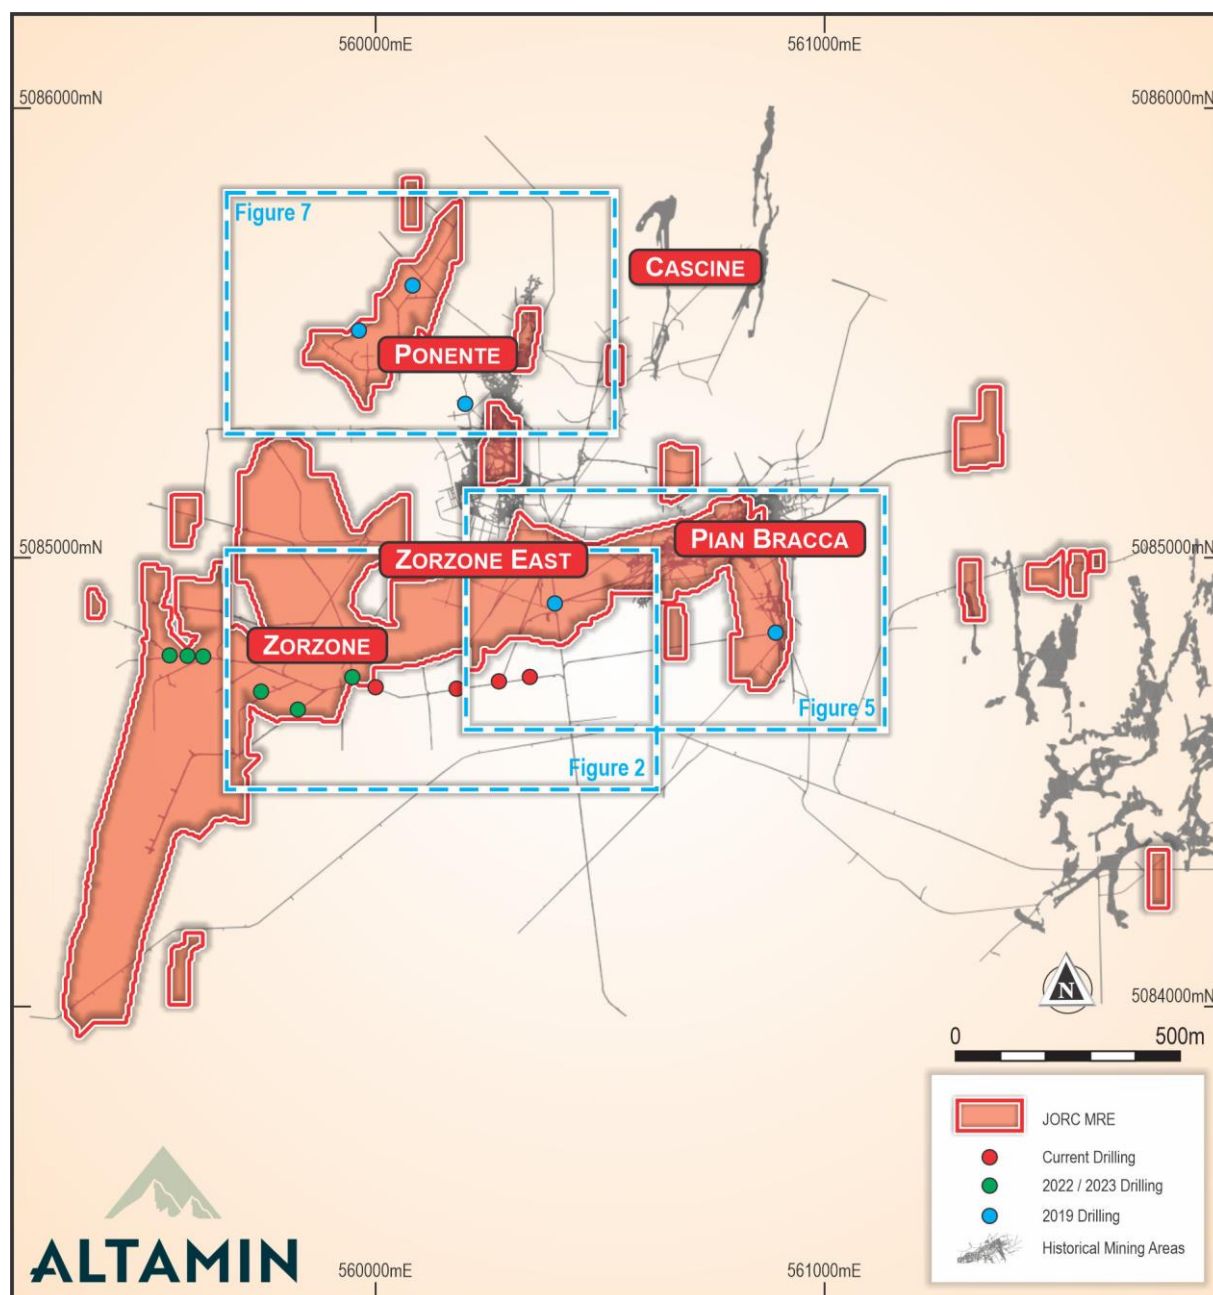 560000mE
561000mE
5086000mN
5086000mN
Figure 7
CASCINE
PONENTE
5085000mN
5085000mN
ZORZONE EAST
PIAN BRACCA
ZORZONE
Figure 5
Figure 2
N
5084000mN
0
500m
JORC MRE
Current Drilling
2022 / 2023 Drilling
2019 Drilling
Historical Mining Areas
ALTAMIN
560000mE
561000mE